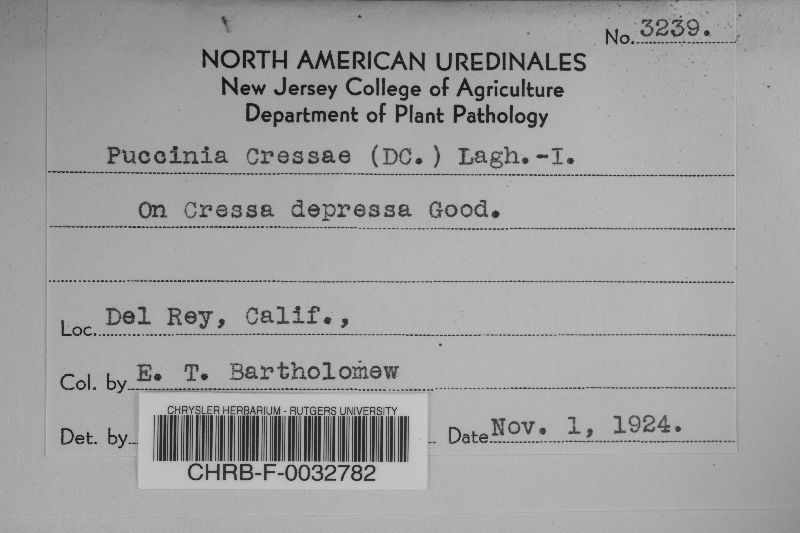 No. 3239.
NORTH AMERICAN UREDINALES
New Jersey College of Agriculture
Department of Plant Pathology
Puccinia Cressae (DC.) Lagh.-I.
On Cressa depressa Good.
Loc. Del Rey, Calif.,
Col. by E. T. Bartholomew
Det. by
Date Nov. 1, 1924.
CHRYSLER HERBARIUM - RUTGERS UNIVERSITY
CHRB-F-0032782